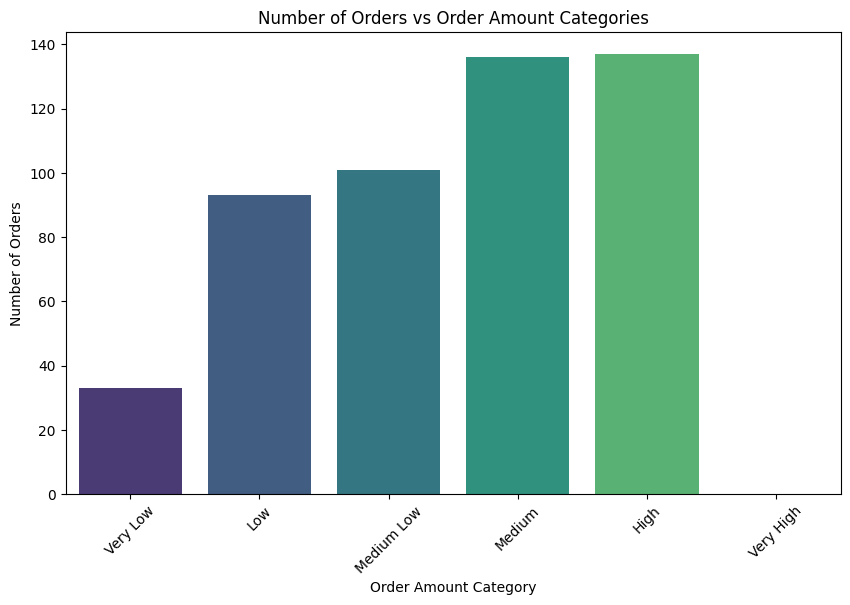 Number of Orders vs Order Amount Categories
Number of Orders
140
120
100
80
60
40
20
0
Very Low
Low
Medium Low
Medium
High
Very High
Order Amount Category